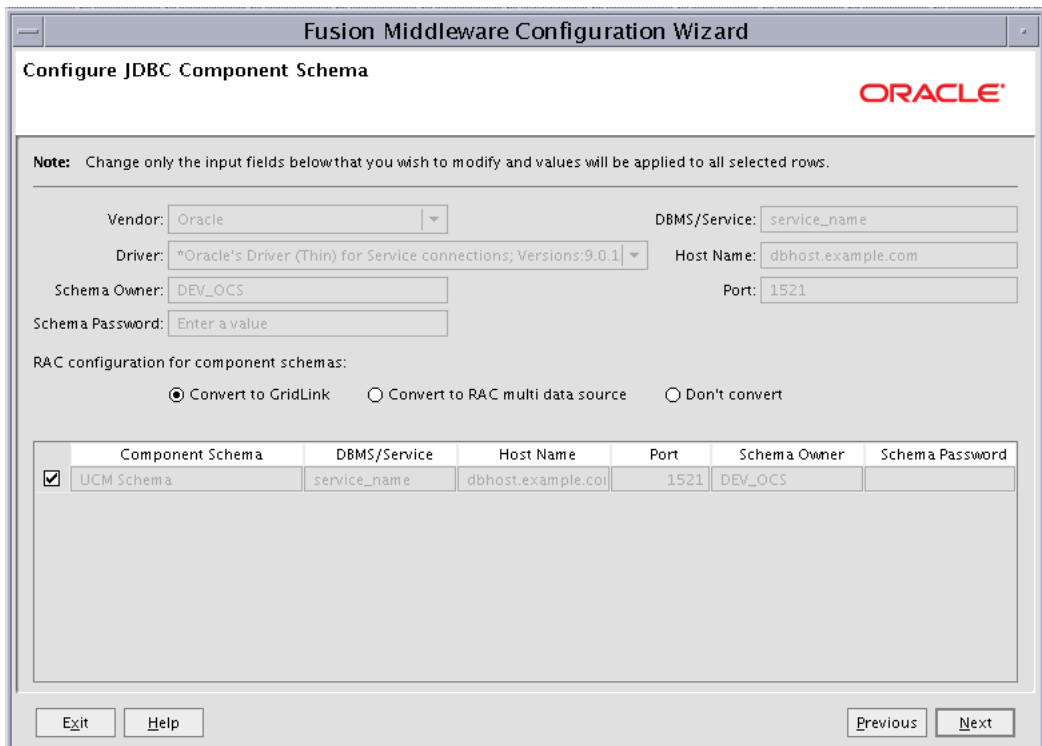 Fusion Middleware Configuration Wizard
Configure JDBC Component Schema
ORACLE
Note: Change only the input fields below that you wish to modify and values will be applied to all selected rows.
Vendor: Oracle DBMS/Service: service_name
Driver: *Oracle's Driver (Thin) for Service connections; Versions:9.0.1 Host Name: dbhost.example.com
Schema Owner: DEV_OCS Port: 1521
Schema Password: Enter a value
RAC configuration for component schemas:
Convert to GridLink Convert to RAC multi data source Don't convert
Component Schema DBMS/Service Host Name Port Schema Owner Schema Password
UCM Schema service_name dbhost.example.co 1521 DEV_OCS
Exit Help Previous Next